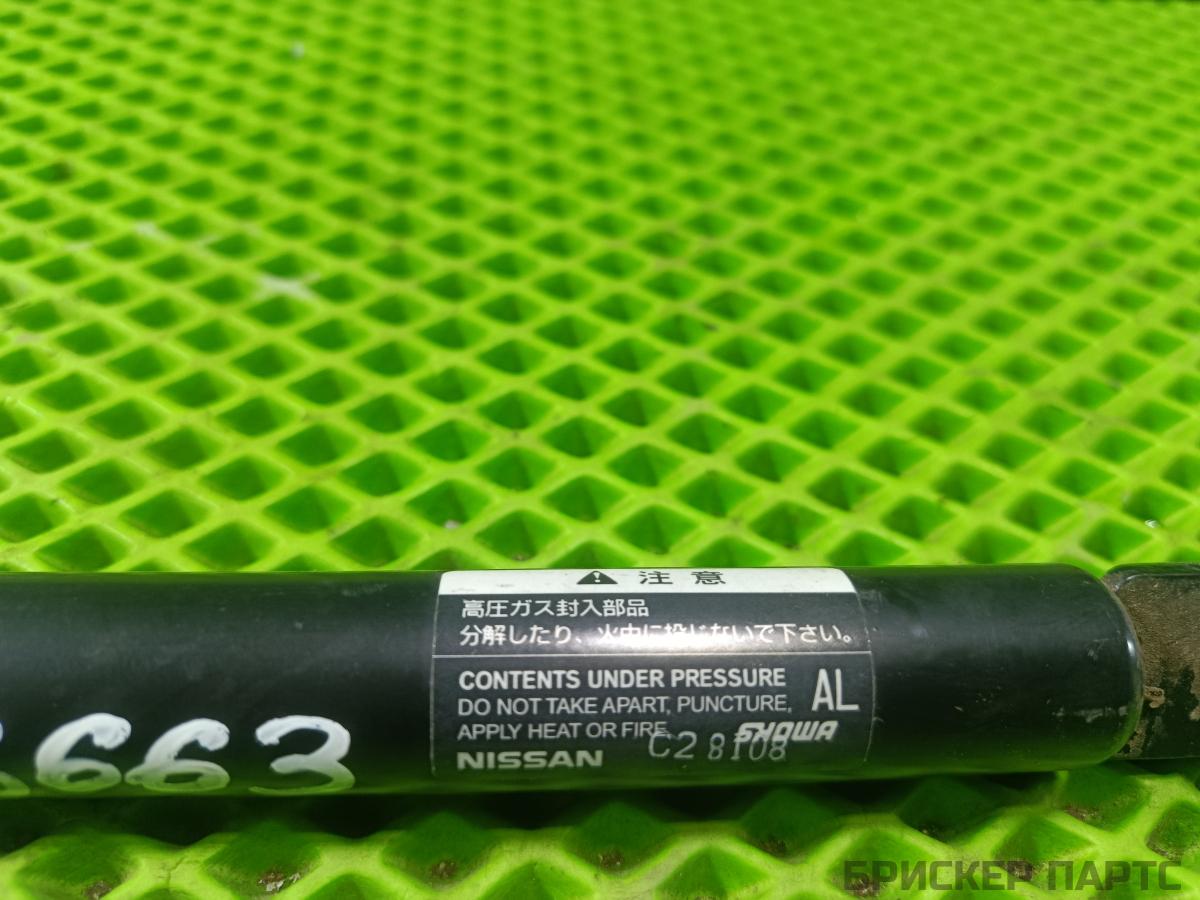 ⚠ 注意
高圧ガス封入部品
分解したり、火中に投じないで下さい。
CONTENTS UNDER PRESSURE
DO NOT TAKE APART, PUNCTURE,
APPLY HEAT OR FIRE.
AL
SHOWA
NISSAN
C2 8108
663
БРИСКЕР ПАРТС